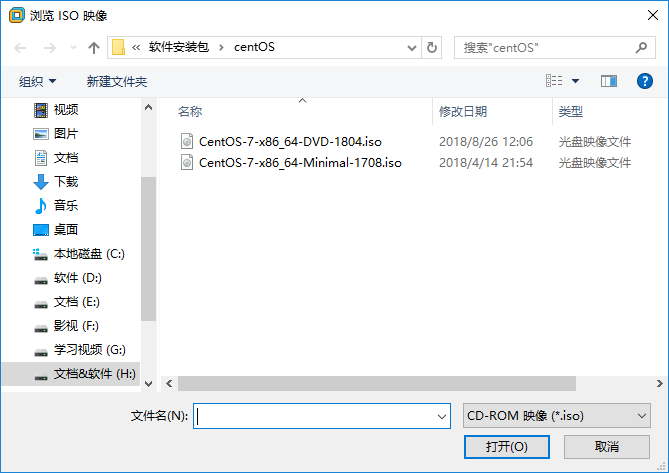 浏览 ISO 映像
« 软件安装包 › centOS
搜索"centOS"
组织
新建文件夹
?
视频
图片
文档
下载
音乐
桌面
本地磁盘 (C:)
软件 (D:)
文档 (E:)
影视 (F:)
学习视频 (G:)
文档&软件 (H:)
名称 修改日期 类型
CentOS-7-x86_64-DVD-1804.iso 2018/8/26 12:06 光盘映像文件
CentOS-7-x86_64-Minimal-1708.iso 2018/4/14 21:54 光盘映像文件
文件名(N):
CD-ROM 映像 (*.iso)
打开(O)
取消